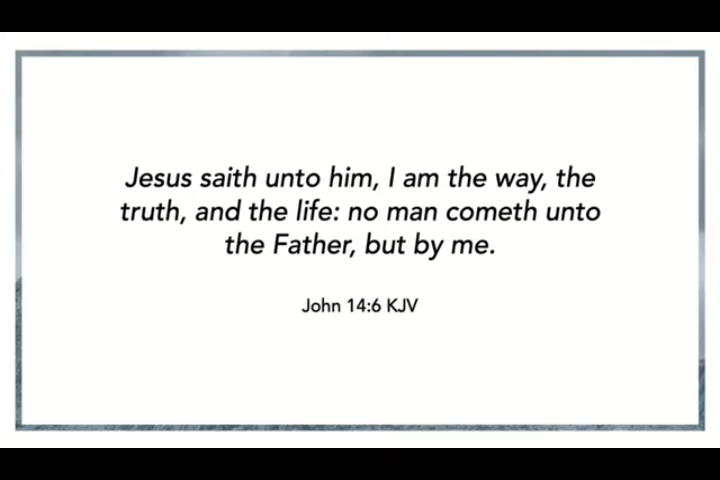 Jesus saith unto him, I am the way, the
truth, and the life: no man cometh unto
the Father, but by me.
John 14:6 KJV